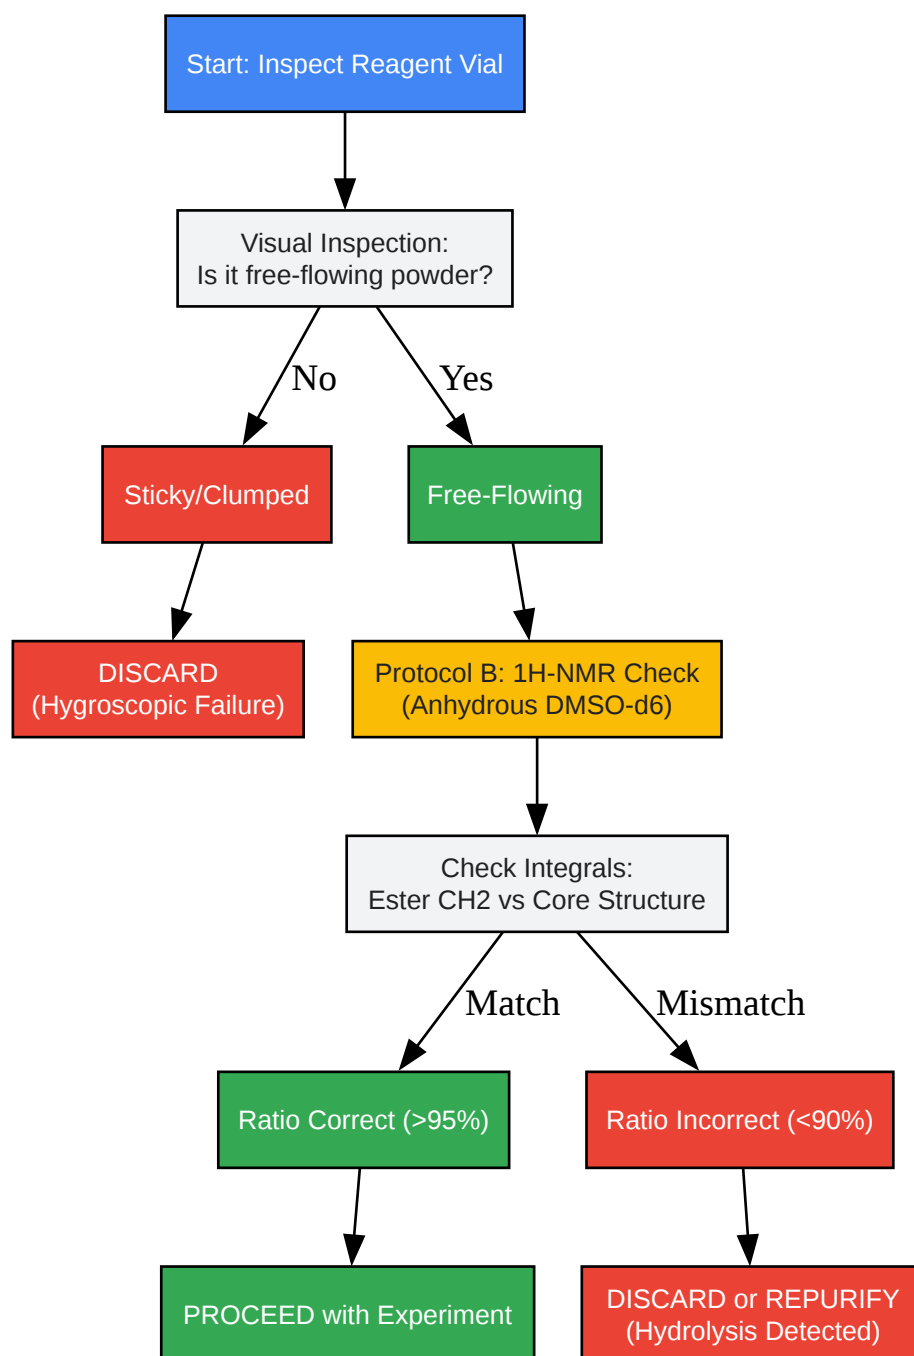 Start: Inspect Reagent Vial
Visual Inspection:
Is it free-flowing powder?
No
Yes
Sticky/Clumped
Free-Flowing
DISCARD
(Hygroscopic Failure)
Protocol B: 1H-NMR Check
(Anhydrous DMSO-d6)
Check Integrals:
Ester CH2 vs Core Structure
Match
Mismatch
Ratio Correct (>95%)
Ratio Incorrect (<90%)
PROCEED with Experiment
DISCARD or REPURIFY
(Hydrolysis Detected)